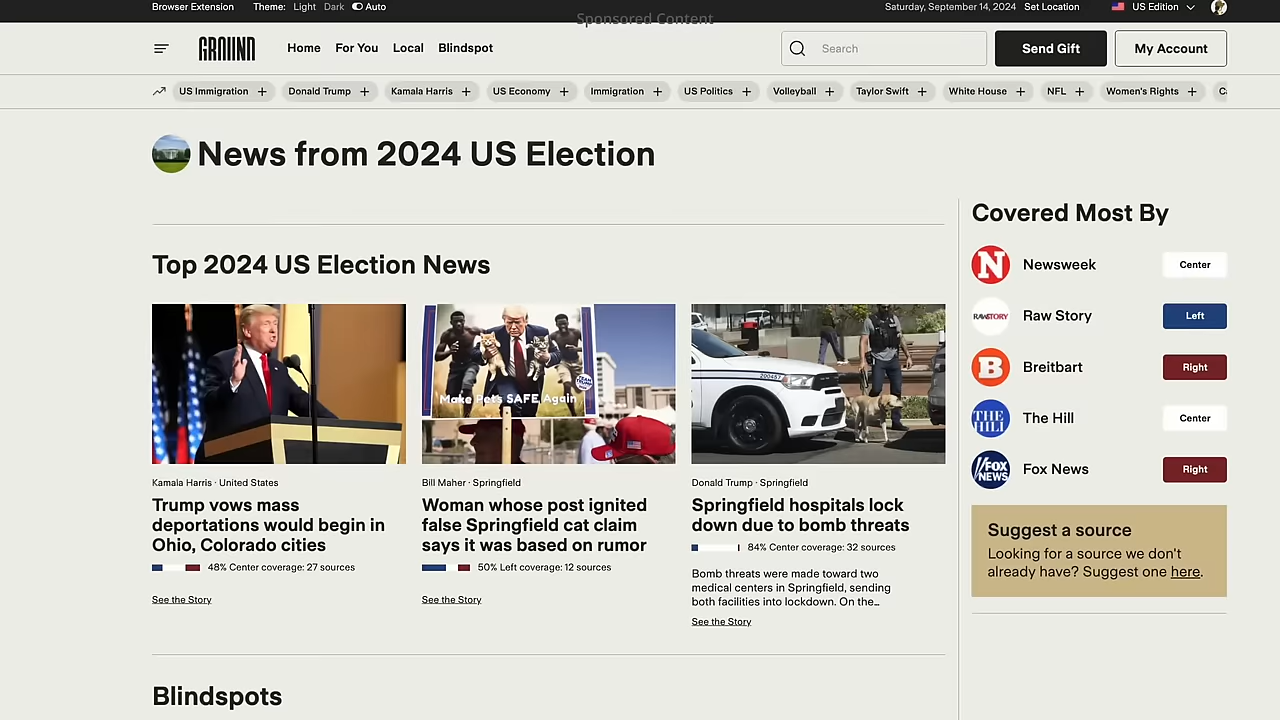 Browser Extension Theme: Light Dark Auto
Sponsored Content
Saturday, September 14, 2024 Set Location US Edition
GROUND
Home For You Local Blindspot
Search
Send Gift
My Account
US Immigration +
Donald Trump +
Kamala Harris +
US Economy +
Immigration +
US Politics +
Volleyball +
Taylor Swift +
White House +
NFL +
Women's Rights +
News from 2024 US Election
Top 2024 US Election News
Make Pets SAFE Again
Kamala Harris · United States
Trump vows mass
deportations would begin in
Ohio, Colorado cities
48% Center coverage: 27 sources
See the Story
Bill Maher · Springfield
Woman whose post ignited
false Springfield cat claim
says it was based on rumor
50% Left coverage: 12 sources
See the Story
200457
Donald Trump · Springfield
Springfield hospitals lock
down due to bomb threats
84% Center coverage: 32 sources
Bomb threats were made toward two
medical centers in Springfield, sending
both facilities into lockdown. On the...
See the Story
Blindspots
Covered Most By
N Newsweek Center
RAWSTORY Raw Story Left
B Breitbart Right
THE HILL The Hill Center
FOX NEWS Fox News Right
Suggest a source
Looking for a source we don't
already have? Suggest one here.